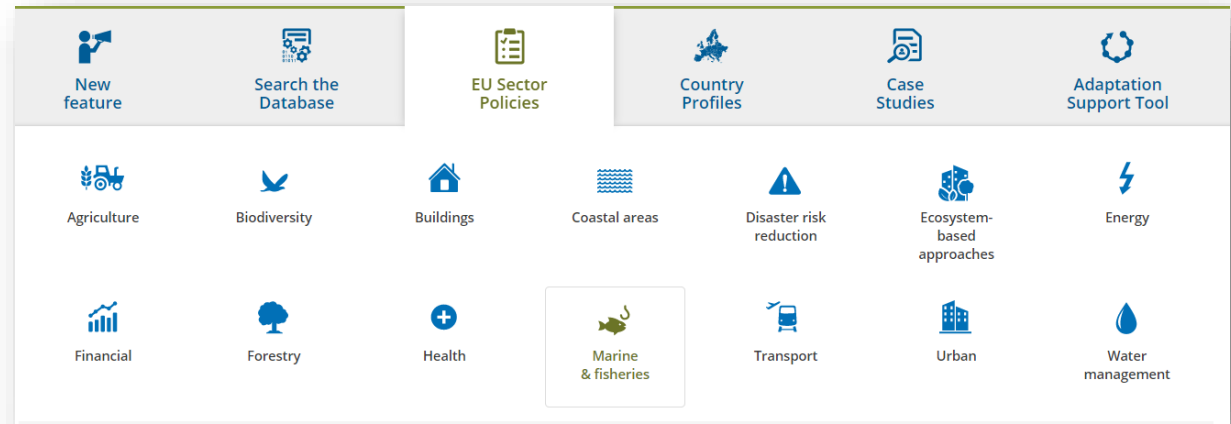 New
feature
Search the
Database
EU Sector
Policies
Country
Profiles
Case
Studies
Adaptation
Support Tool
Agriculture
Biodiversity
Buildings
Coastal areas
Disaster risk
reduction
Ecosystem-
based
approaches
Energy
Financial
Forestry
Health
Marine
& fisheries
Transport
Urban
Water
management